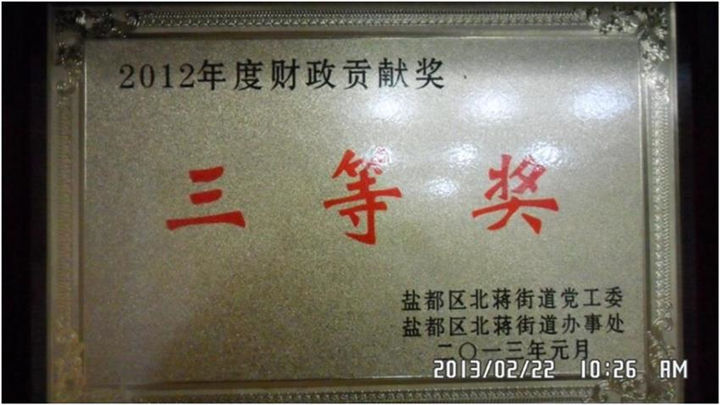 2012年度财政贡献奖
三等奖
盐都区北蒋街道党工委
盐都区北蒋街道办事处
二〇一三年元月
2013/02/22 10:26 AM